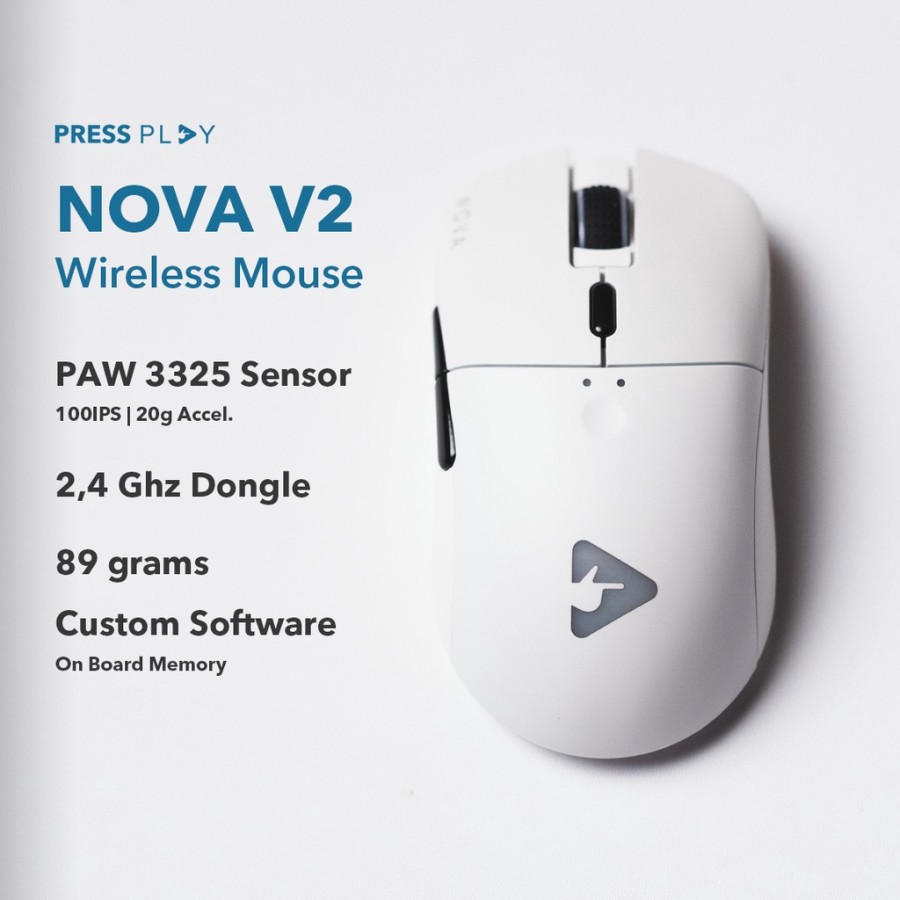 PRESS PLAY
NOVA V2
Wireless Mouse
PAW 3325 Sensor
100IPS | 20g Accel.
2,4 Ghz Dongle
89 grams
Custom Software
On Board Memory
NOVA